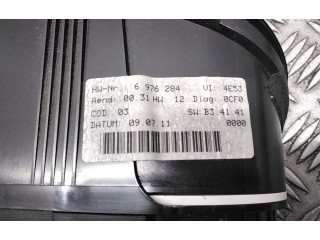 HW-Nr. 6 976 284 VI: 4E53
Aend: 00.31 HW: 12 Diag: 0CF0
COD: 03 SW:B3.41.41
DATUM: 09.07.11 0000